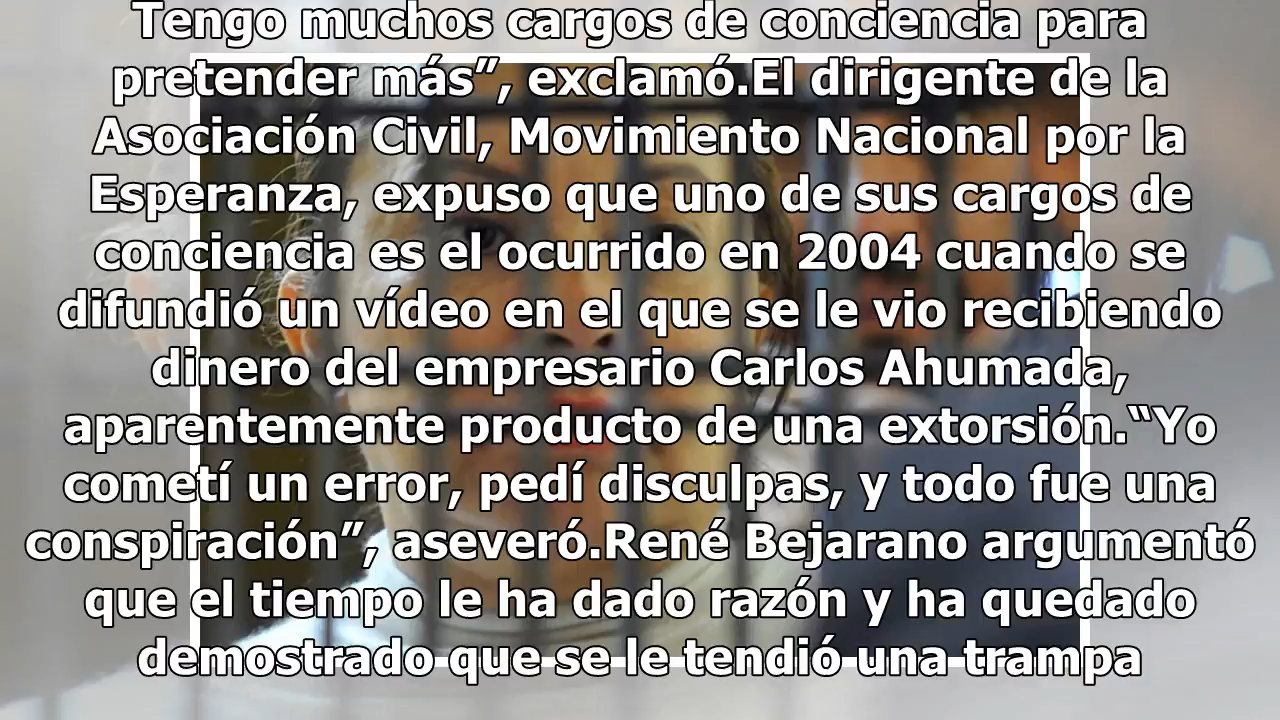 Tengo muchos cargos de conciencia para
pretender más”, exclamó.El dirigente de la
Asociación Civil, Movimiento Nacional por la
Esperanza, expuso que uno de sus cargos de
conciencia es el ocurrido en 2004 cuando se
difundió un vídeo en el que se le vio recibiendo
dinero del empresario Carlos Ahumada,
aparentemente producto de una extorsión.“Yo
cometí un error, pedí disculpas, y todo fue una
conspiración”, aseveró.René Bejarano argumentó
que el tiempo le ha dado razón y ha quedado
demostrado que se le tendió una trampa